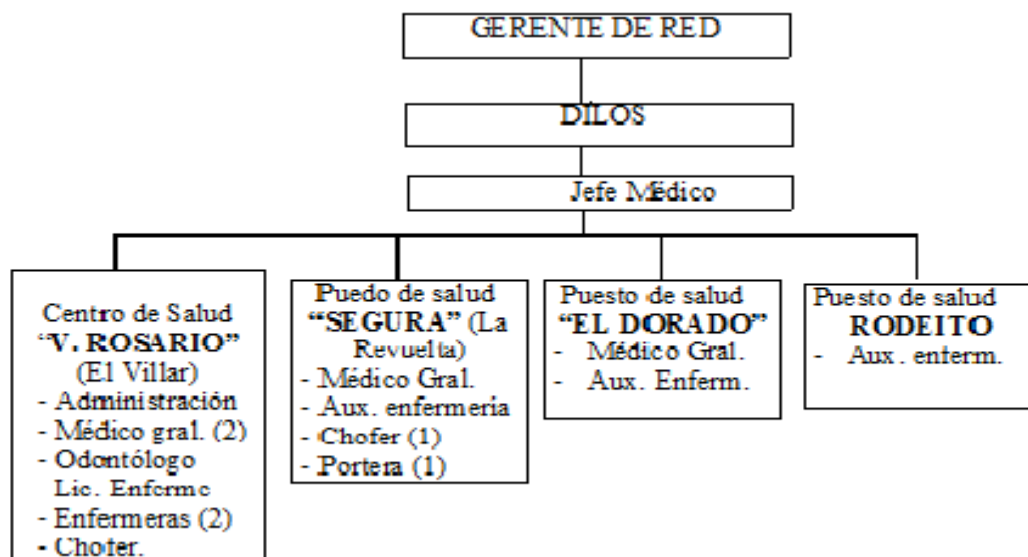 GERENTE DE RED
DÍLOS
Jefe Médico
Centro de Salud
“V. ROSARIO”
(El Villar)
- Administración
- Médico gral. (2)
- Odontólogo
Lic. Enferme
- Enfermeras (2)
- Chofer.
Puedo de salud
“SEGURA” (La
Revuelta)
- Médico Gral.
- Aux. enfermería
- Chofer (1)
- Portera (1)
Puesto de salud
“EL DORADO”
- Médico Gral.
- Aux. Enferm.
Puesto de salud
RODEITO
- Aux. enferm.